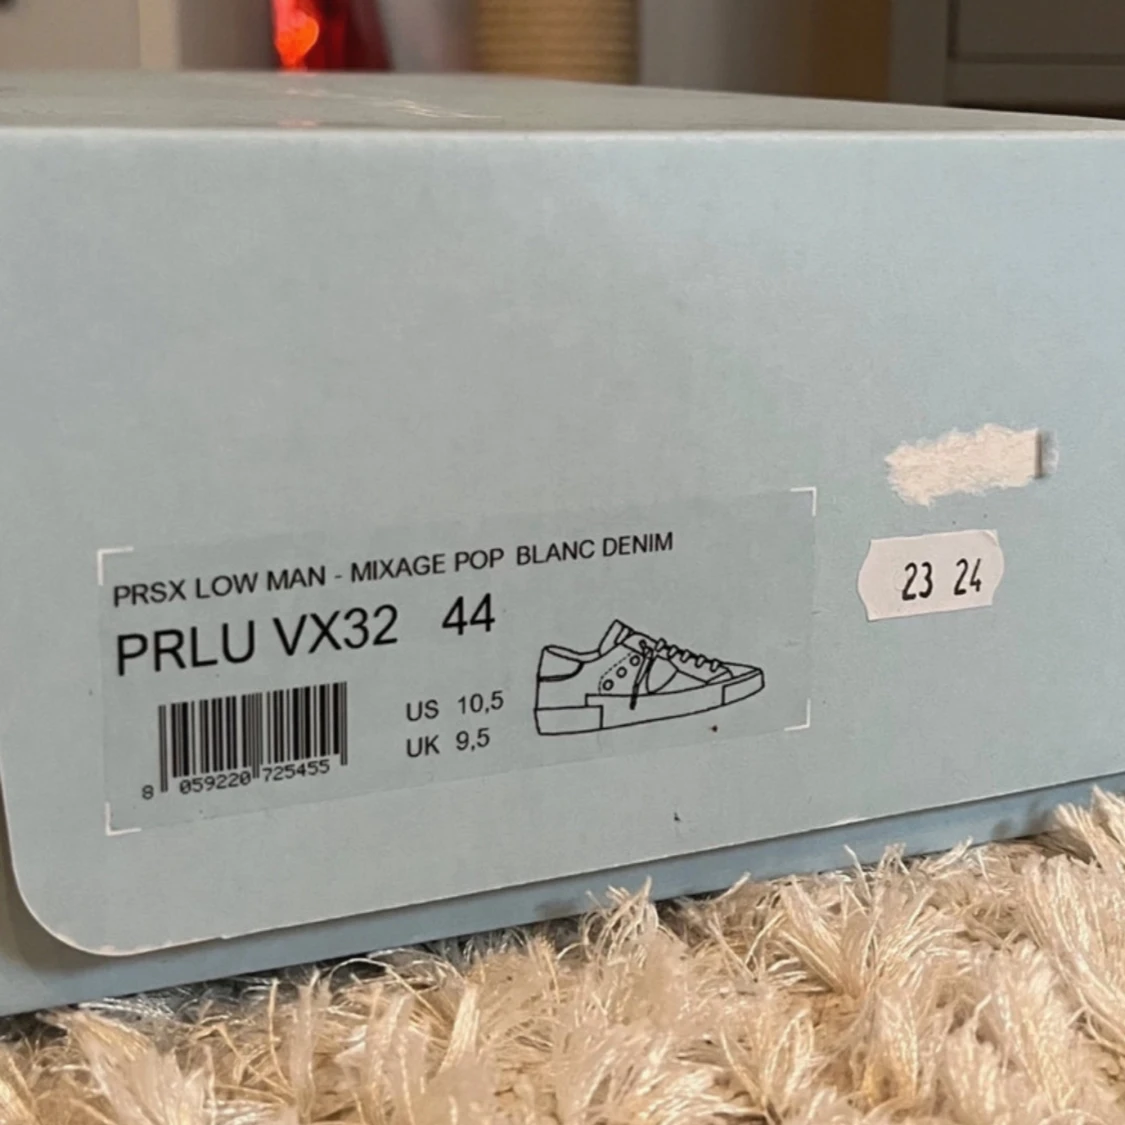 PRSX LOW MAN - MIXAGE POP BLANC DENIM
PRLU VX32 44
US 10,5
UK 9,5
8 059220 725455
23 24